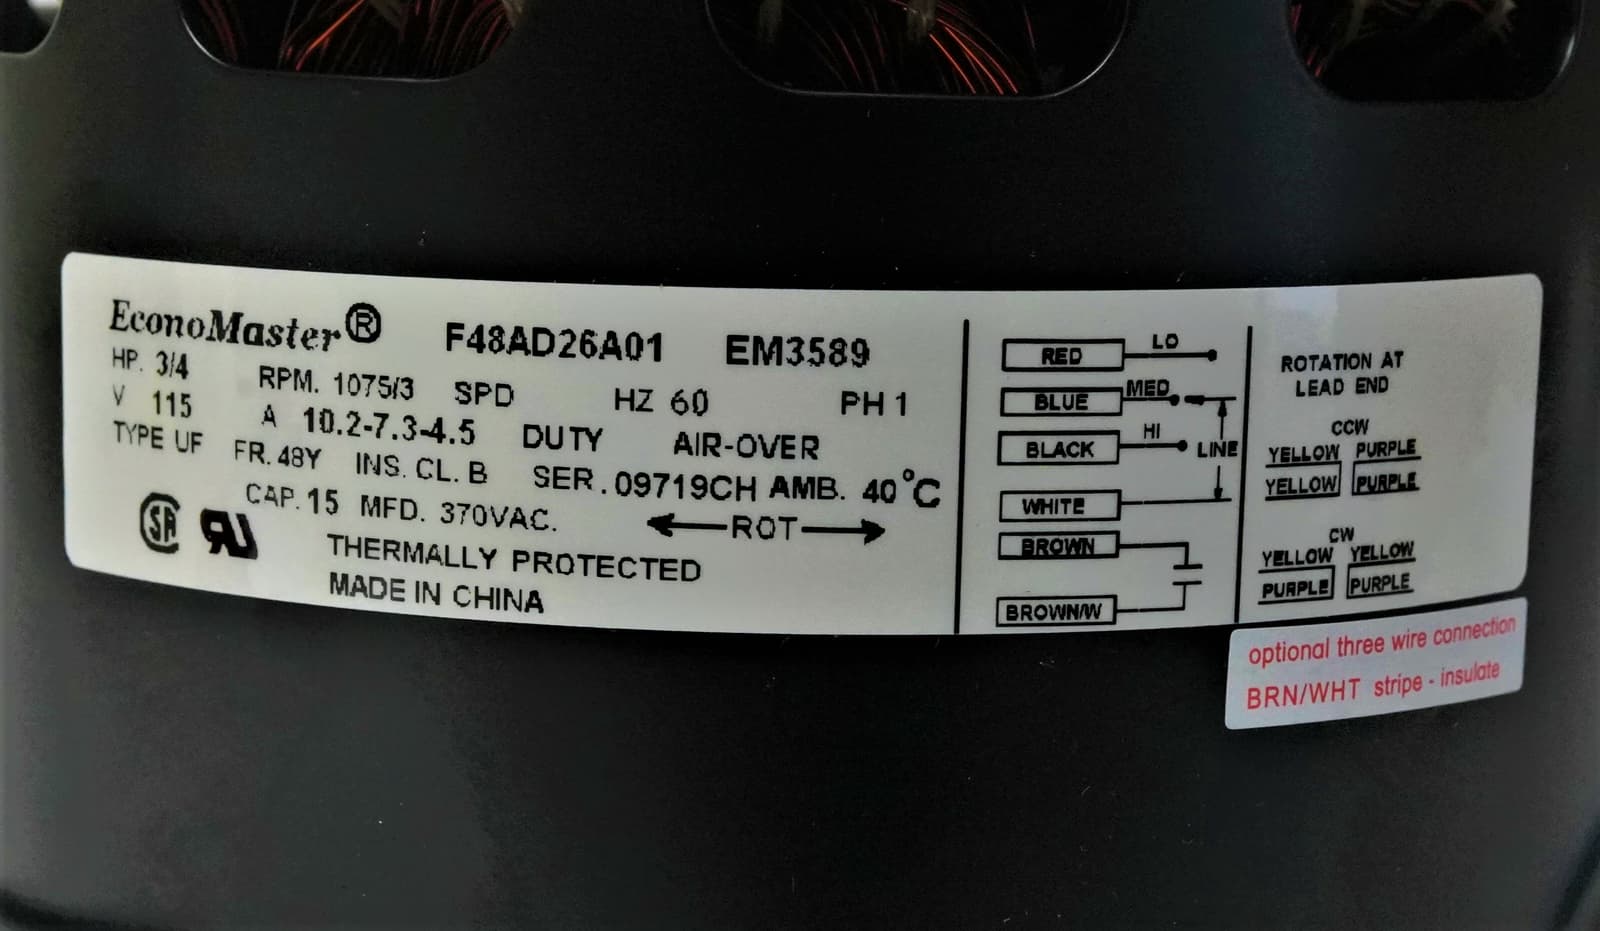 EconoMaster® F48AD26A01 EM3589
HP. 3/4 RPM. 1075/3 SPD HZ 60 PH 1
V 115 A 10.2-7.3-4.5 DUTY AIR-OVER
TYPE UF FR. 48Y INS. CL. B SER. 09719CH AMB. 40°C
CAP. 15 MFD. 370VAC. ROT
THERMALLY PROTECTED
MADE IN CHINA
SA RU
RED LO
BLUE MED
BLACK HI
LINE
WHITE
BROWN
BROWN/W
ROTATION AT
LEAD END
CCW
YELLOW PURPLE
YELLOW PURPLE
CW
YELLOW YELLOW
PURPLE PURPLE
optional three wire connection
BRN/WHT stripe - insulate